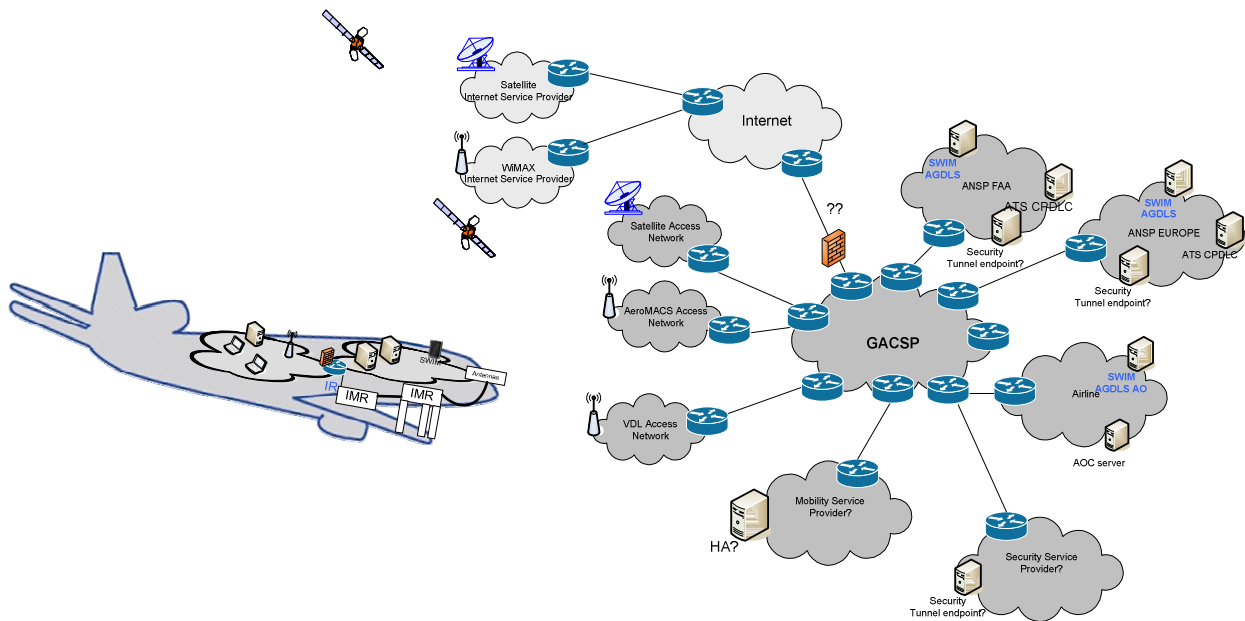 Satellite
Internet Service Provider
Internet
WiMAX
Internet Service Provider
SWIM
AGDLS
ANSP FAA
ATS CPDLC
Security
Tunnel endpoint?
SWIM
AGDLS
ANSP EUROPE
ATS CPDLC
Security
Tunnel endpoint?
??
Satellite Access
Network
AeroMACS Access
Network
GACSP
SWIM
Antennas
IR
IMR
IMR
VDL Access
Network
SWIM
AGDLS AO
Airline
AOC server
Mobility Service
Provider?
HA?
Security Service
Provider?
Security
Tunnel endpoint?